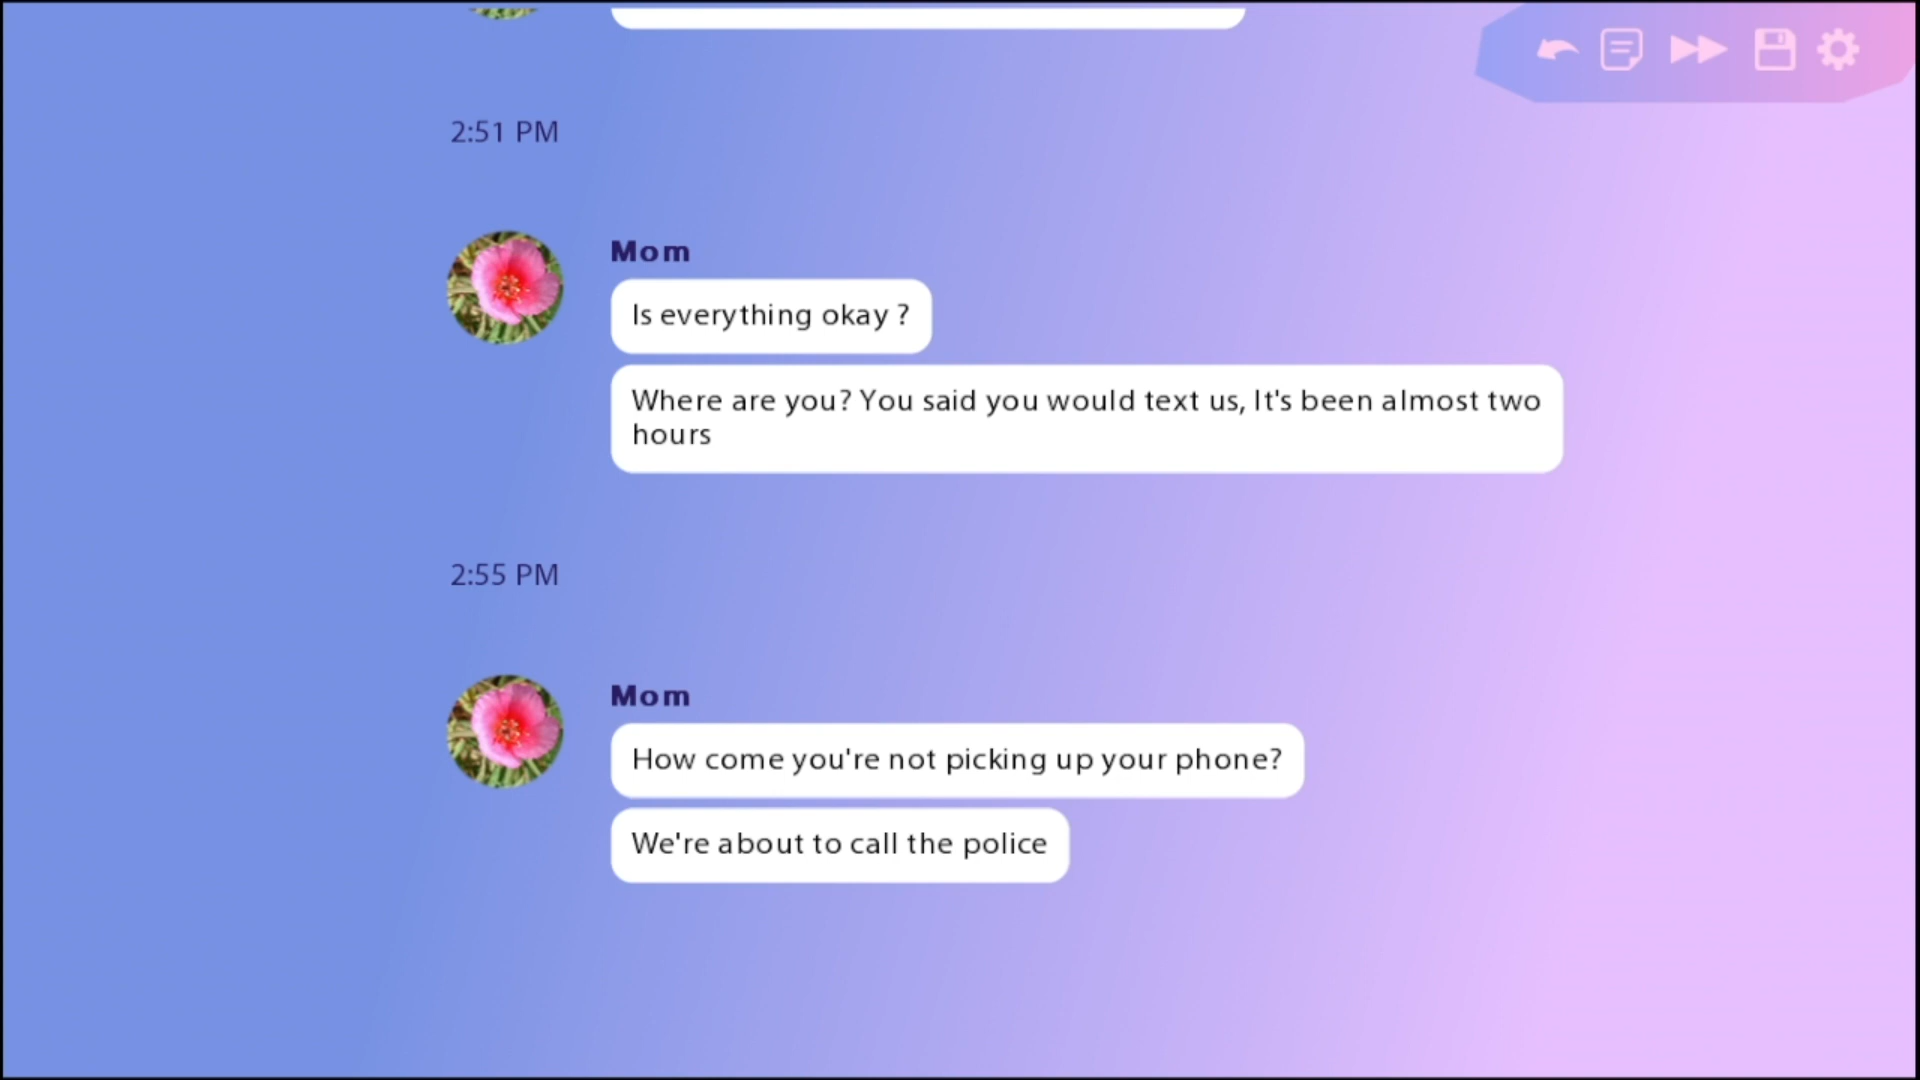 2:51 PM
Mom
Is everything okay ?
Where are you? You said you would text us, It's been almost two
hours
2:55 PM
Mom
How come you're not picking up your phone?
We're about to call the police